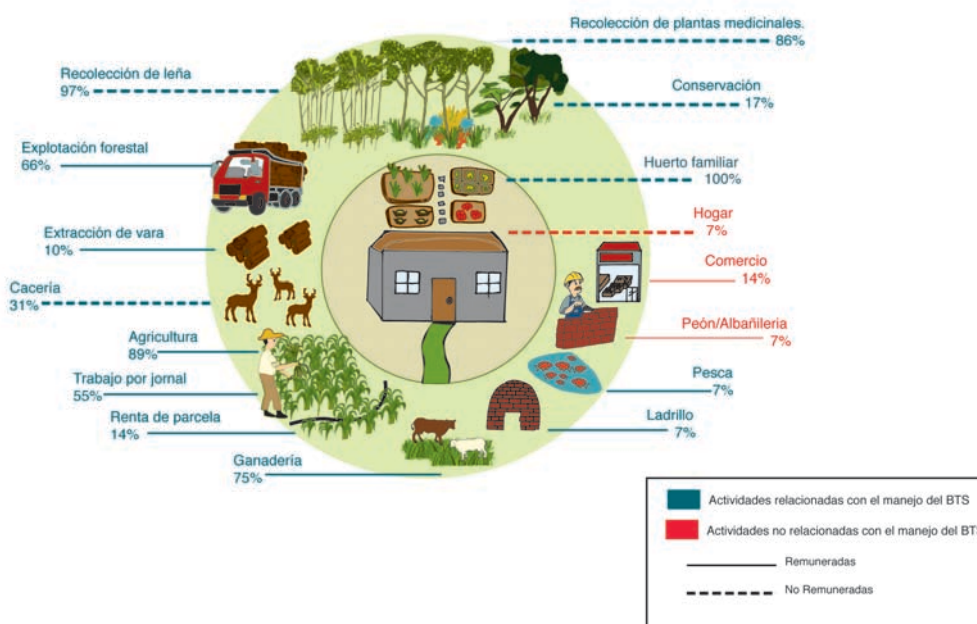 Recolección de plantas medicinales.
86%
Recolección de leña
97%
Conservación
17%
Explotación forestal
66%
Huerto familiar
100%
Hogar
7%
Extracción de vara
10%
Comercio
14%
Cacería
31%
Peón/Albañileria
7%
Agricultura
89%
Trabajo por jornal
55%
Pesca
7%
Renta de parcela
14%
Ladrillo
7%
Ganadería
75%
Actividades relacionadas con el manejo del BTS
Actividades no relacionadas con el manejo del BTS
Remuneradas
No Remuneradas